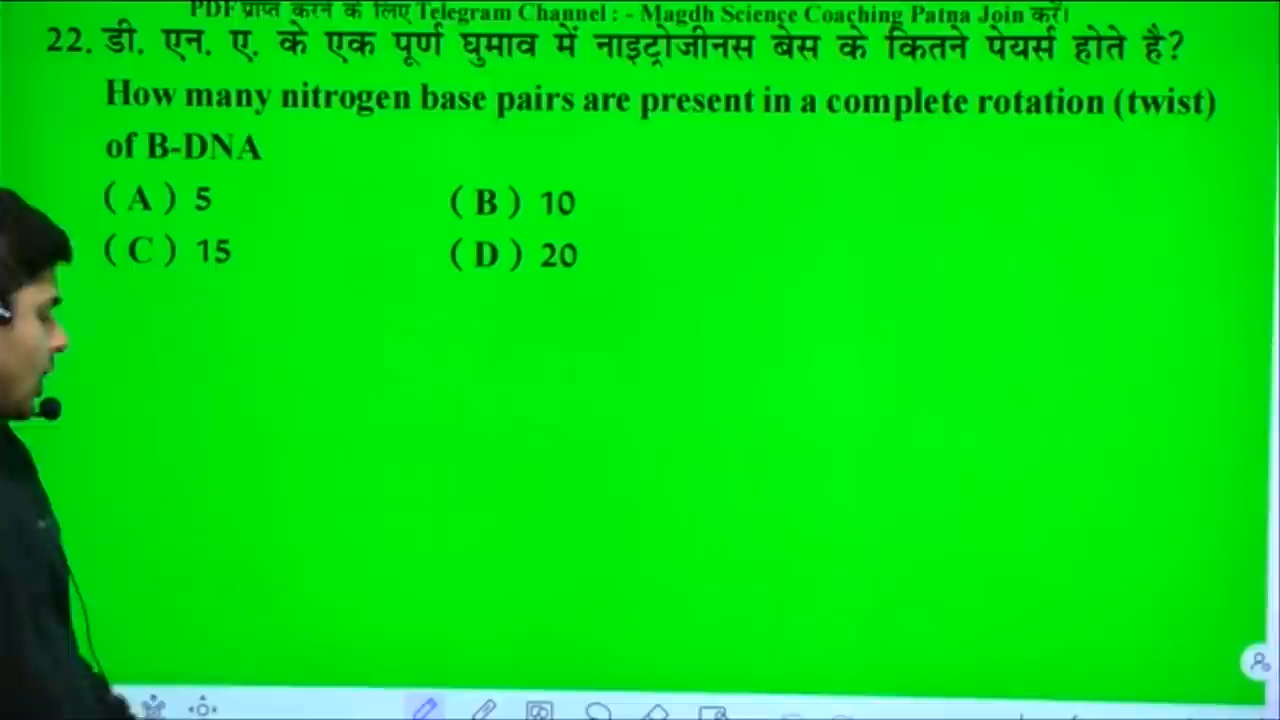 PDF प्राप्त करने के लिए Telegram Channel : - Magdh Science Coaching Patna Join करें।
22. डी. एन. ए. के एक पूर्ण घुमाव में नाइट्रोजीनस बेस के कितने पेयर्स होते है?
How many nitrogen base pairs are present in a complete rotation (twist)
of B-DNA
( A ) 5 ( B ) 10
( C ) 15 ( D ) 20